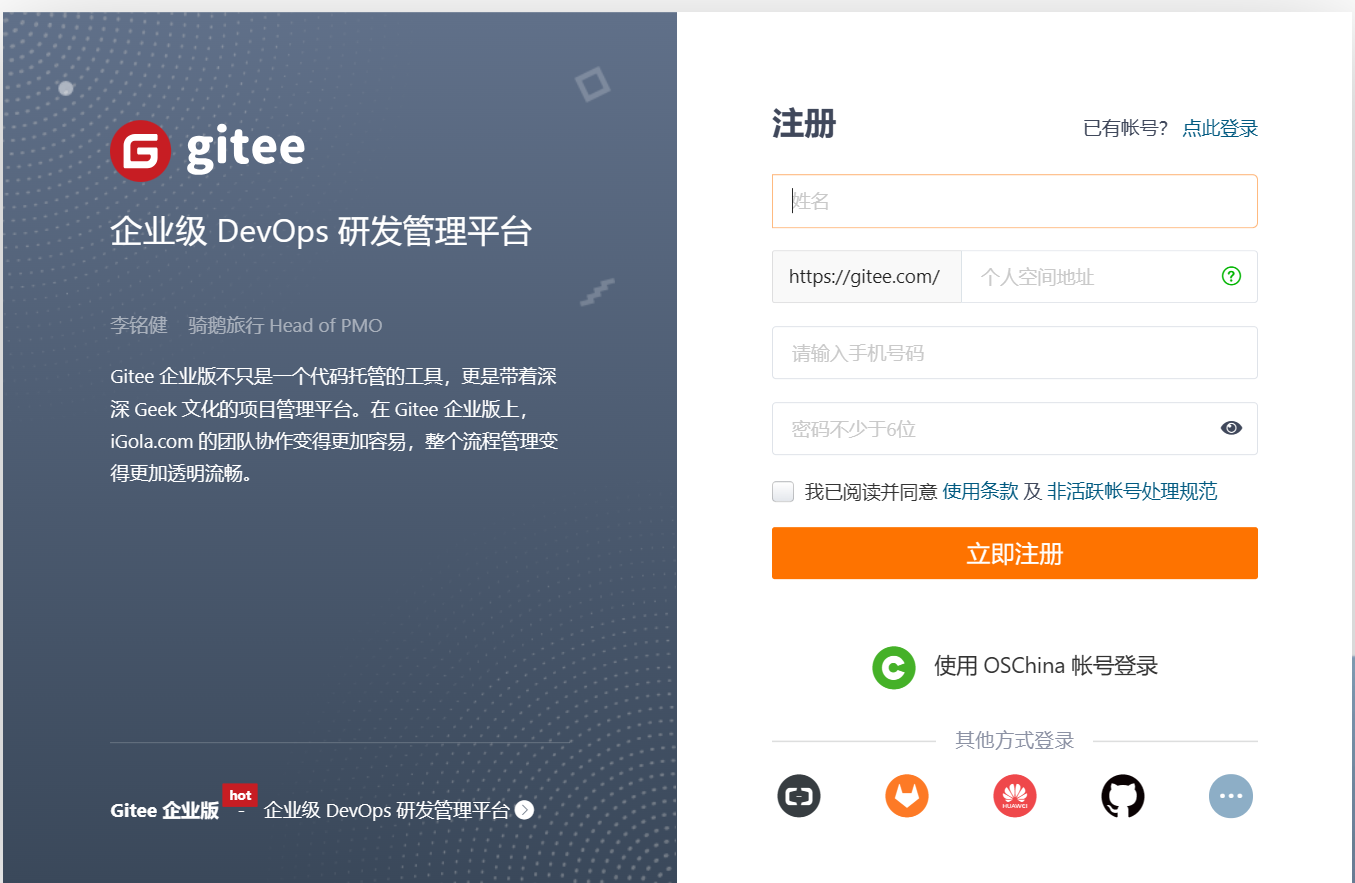 gitee
企业级 DevOps 研发管理平台
李铭健 骑鹅旅行 Head of PMO
Gitee 企业版不只是一个代码托管的工具，更是带着深
深 Geek 文化的项目管理平台。在 Gitee 企业版上，
iGola.com 的团队协作变得更加容易，整个流程管理变
得更加透明流畅。
Gitee 企业版 hot - 企业级 DevOps 研发管理平台
注册
已有帐号？ 点此登录
姓名
https://gitee.com/ 个人空间地址
请输入手机号码
密码不少于6位
我已阅读并同意 使用条款 及 非活跃帐号处理规范
立即注册
使用 OSChina 帐号登录
其他方式登录
HUAWEI